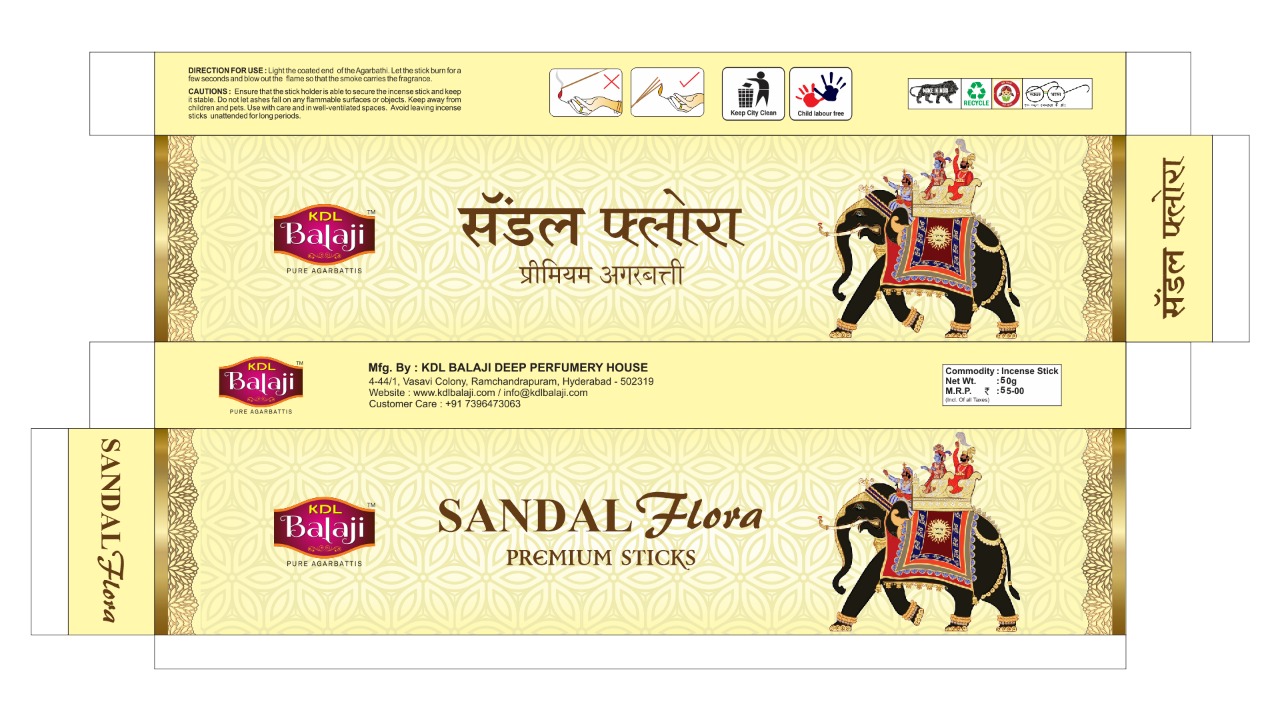 DIRECTION FOR USE : Light the coated end of the Agarbathi. Let the stick burn for a
few seconds and blow out the flame so that the smoke carries the fragrance.
CAUTIONS : Ensure that the stick holder is able to secure the incense stick and keep
it stable. Do not let ashes fall on any flammable surfaces or objects. Keep away from
children and pets. Use with care and in well-ventilated spaces. Avoid leaving incense
sticks unattended for long periods.
Keep City Clean
Child labour free
MAKE IN INDIA
RECYCLE
KDL
Balaji
TM
PURE AGARBATTIS
सॅंडल फ्लोरा
प्रीमियम अगरबत्ती
सॅंडल फ्लोरा
KDL
Balaji
TM
PURE AGARBATTIS
Mfg. By : KDL BALAJI DEEP PERFUMERY HOUSE
4-44/1, Vasavi Colony, Ramchandrapuram, Hyderabad - 502319
Website : www.kdlbalaji.com / info@kdlbalaji.com
Customer Care : +91 7396473063
Commodity : Incense Stick
Net Wt. : 50g
M.R.P. ₹ : 55-00
(Incl. Of all Taxes)
SANDAL Flora
KDL
Balaji
TM
PURE AGARBATTIS
SANDAL Flora
PREMIUM STICKS